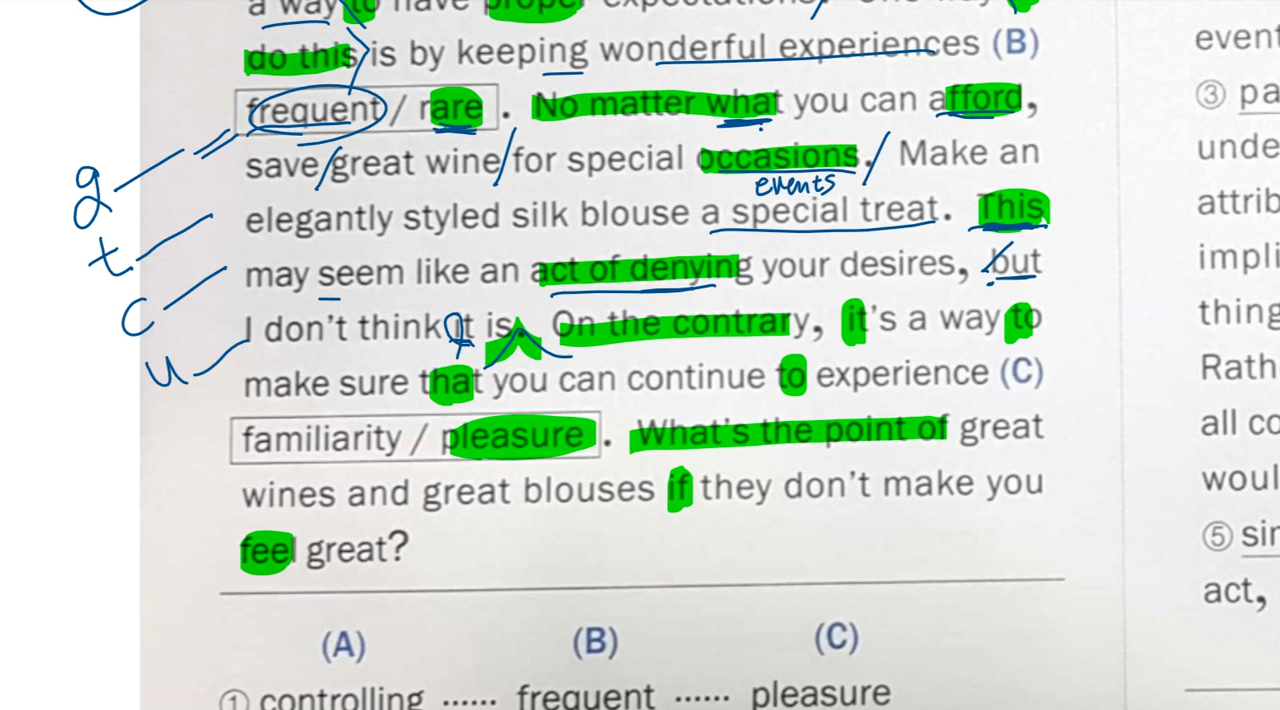 a way to have proper expectations
do this is by keeping wonderful experiences (B)
frequent / rare . No matter what you can afford,
save/great wine/for special occasions./ Make an
events
elegantly styled silk blouse a special treat. This
may seem like an act of denying your desires, but
I don't think it is. On the contrary, it's a way to
make sure that you can continue to experience (C)
familiarity / pleasure . What's the point of great
wines and great blouses if they don't make you
feel great?
g
t
c
u
(A) (B) (C)
① controlling ...... frequent ...... pleasure
event
③ pa
unde
attrib
impli
thing
Rath
all co
woul
⑤ sin
act,